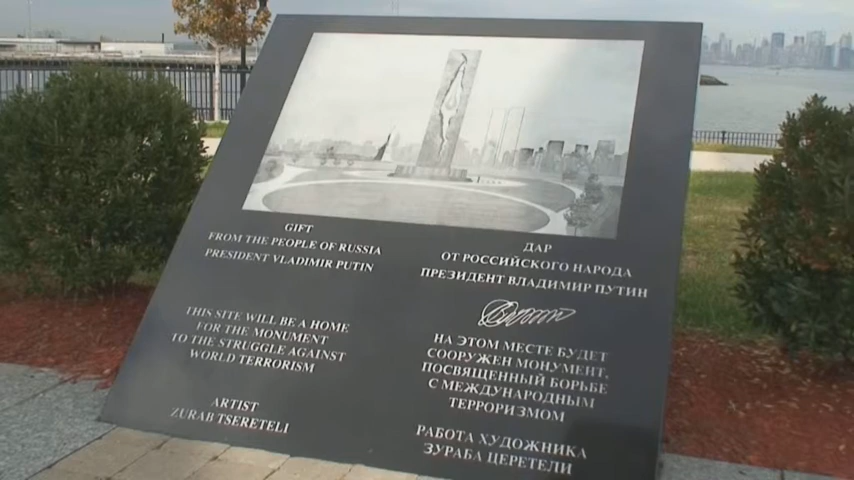 GIFT
FROM THE PEOPLE OF RUSSIA
PRESIDENT VLADIMIR PUTIN
THIS SITE WILL BE A HOME
FOR THE MONUMENT
TO THE STRUGGLE AGAINST
WORLD TERRORISM
ARTIST
ZURAB TSERETELI
ДАР
ОТ РОССИЙСКОГО НАРОДА
ПРЕЗИДЕНТ ВЛАДИМИР ПУТИН
НА ЭТОМ МЕСТЕ БУДЕТ
СООРУЖЕН МОНУМЕНТ,
ПОСВЯЩЕННЫЙ БОРЬБЕ
С МЕЖДУНАРОДНЫМ
ТЕРРОРИЗМОМ
РАБОТА ХУДОЖНИКА
ЗУРАБА ЦЕРЕТЕЛИ